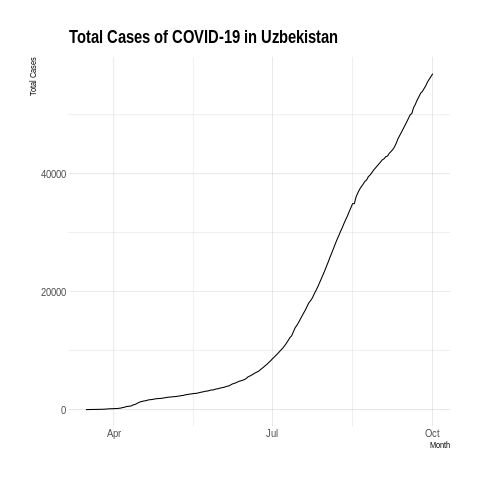 Total Cases of COVID-19 in Uzbekistan
Total Cases
40000
20000
0
Apr
Jul
Oct
Month